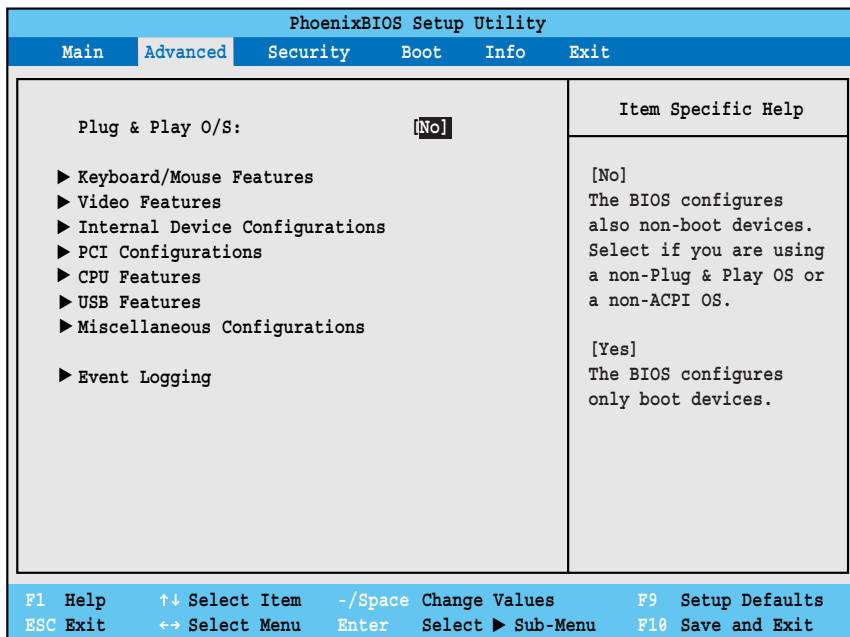 PhoenixBIOS Setup Utility
Main Advanced Security Boot Info Exit
Plug & Play O/S: [No]
▶ Keyboard/Mouse Features
▶ Video Features
▶ Internal Device Configurations
▶ PCI Configurations
▶ CPU Features
▶ USB Features
▶ Miscellaneous Configurations
▶ Event Logging
Item Specific Help
[No]
The BIOS configures
also non-boot devices.
Select if you are using
a non-Plug & Play OS or
a non-ACPI OS.
[Yes]
The BIOS configures
only boot devices.
F1 Help ↑↓ Select Item -/Space Change Values F9 Setup Defaults
ESC Exit ←→ Select Menu Enter Select ▶ Sub-Menu F10 Save and Exit